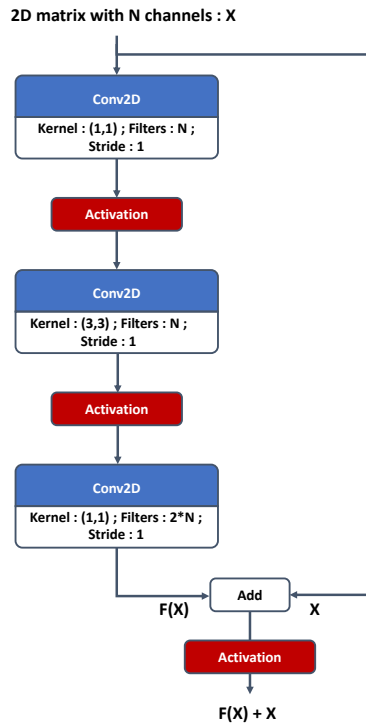 2D matrix with N channels : X
Conv2D
Kernel : (1,1) ; Filters : N ;
Stride : 1
Activation
Conv2D
Kernel : (3,3) ; Filters : N ;
Stride : 1
Activation
Conv2D
Kernel : (1,1) ; Filters : 2*N ;
Stride : 1
Add
F(X)
X
Activation
F(X) + X